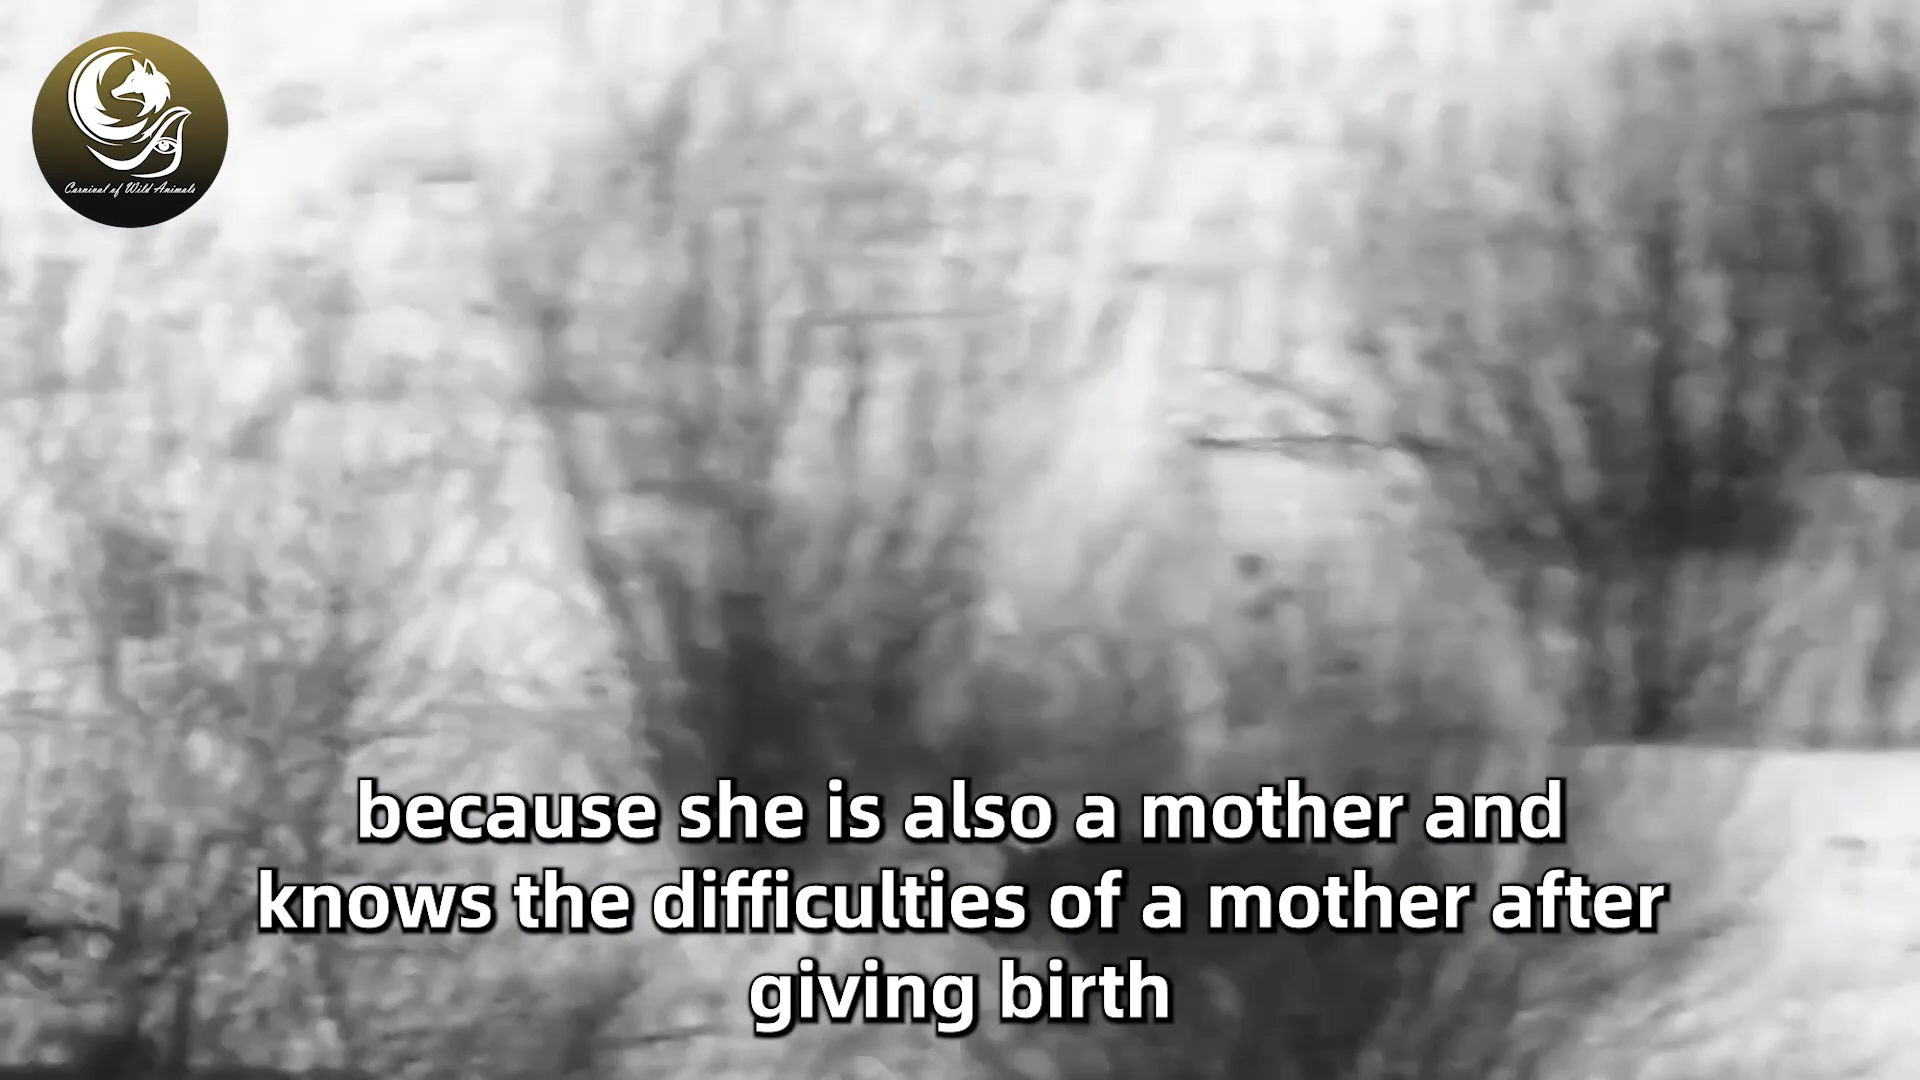 Carnival of Wild Animals
because she is also a mother and
knows the difficulties of a mother after
giving birth